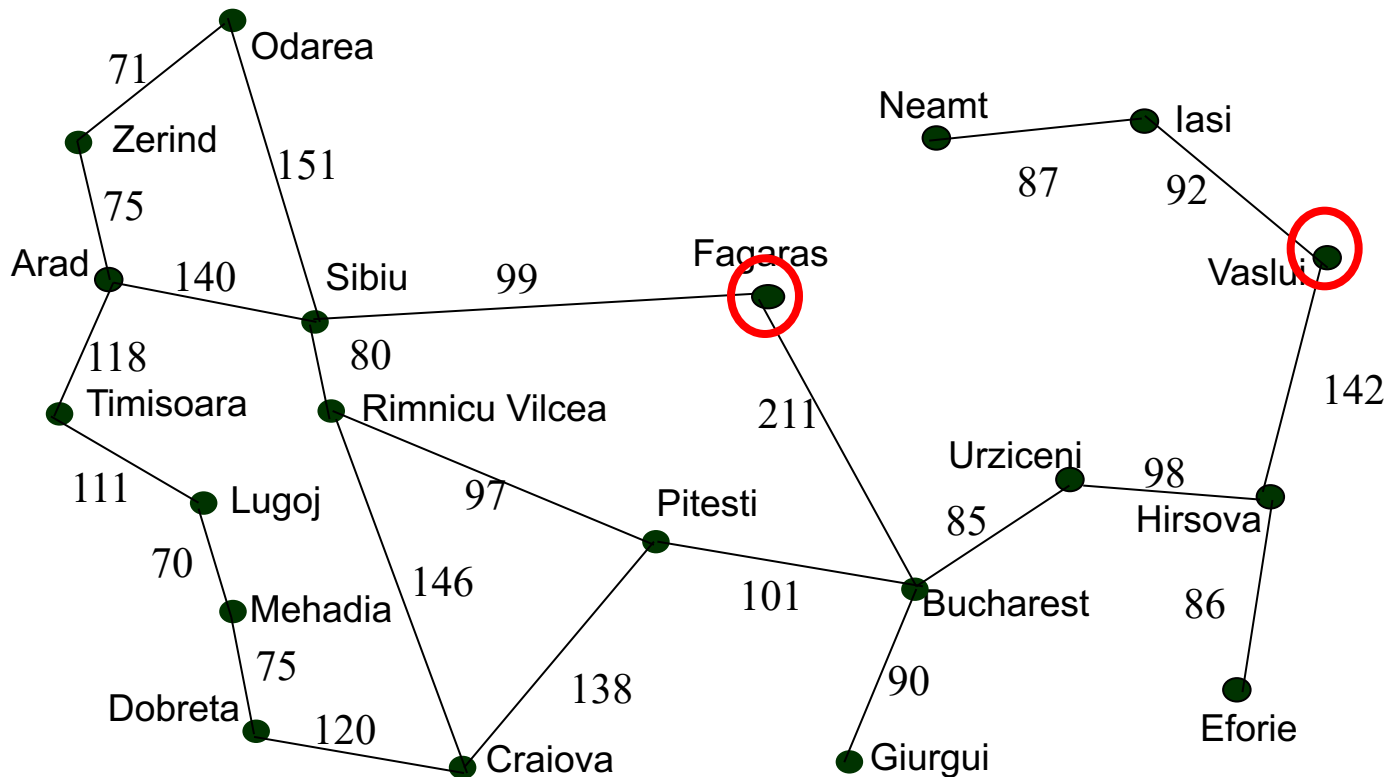 Odarea
71
Neamt
Iasi
Zerind
151
87
92
75
Arad
140
Sibiu
99
Fagaras
Vaslui
118
80
Timisoara
Rimnicu Vilcea
211
142
Urziceni
98
111
Lugoj
97
Pitesti
85
Hirsova
70
146
101
Bucharest
86
Mehadia
75
138
90
Dobreta
120
Craiova
Giurgui
Eforie